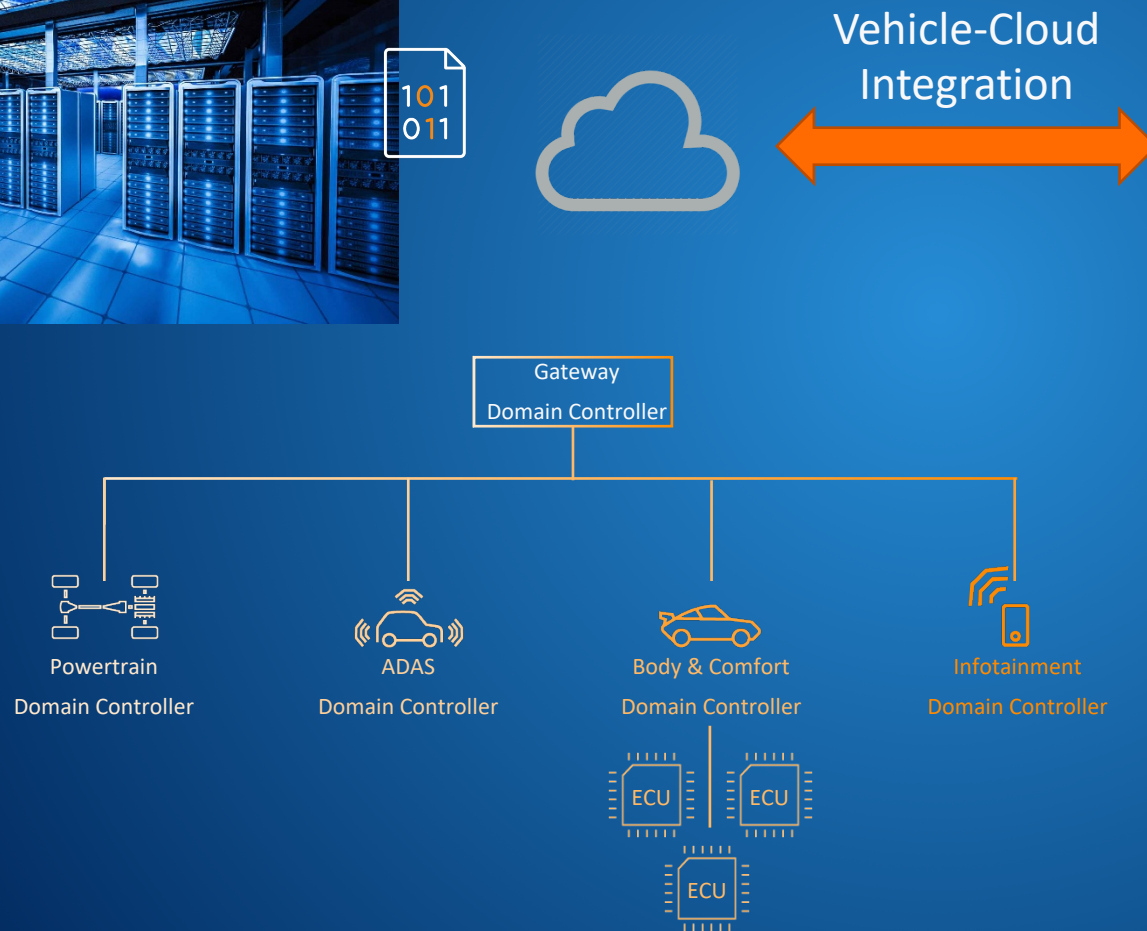 Vehicle-Cloud
Integration
101
011
Gateway
Domain Controller
Powertrain
Domain Controller
ADAS
Domain Controller
Body & Comfort
Domain Controller
Infotainment
Domain Controller
ECU
ECU
ECU